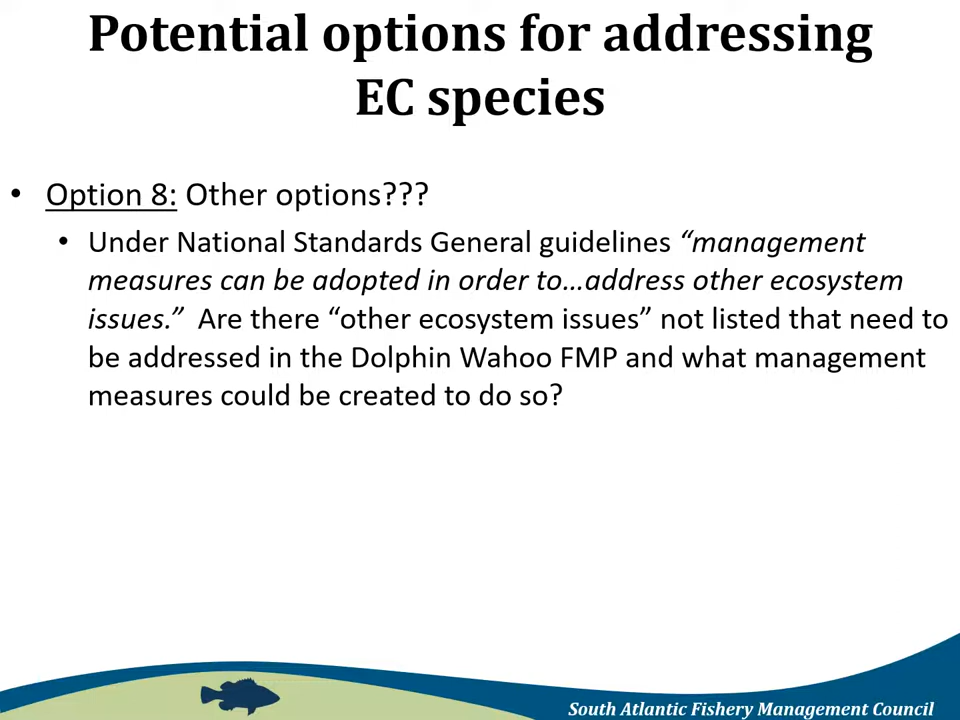 Potential options for addressing
EC species
• Option 8: Other options???
• Under National Standards General guidelines “management
measures can be adopted in order to…address other ecosystem
issues.” Are there “other ecosystem issues” not listed that need to
be addressed in the Dolphin Wahoo FMP and what management
measures could be created to do so?
South Atlantic Fishery Management Council